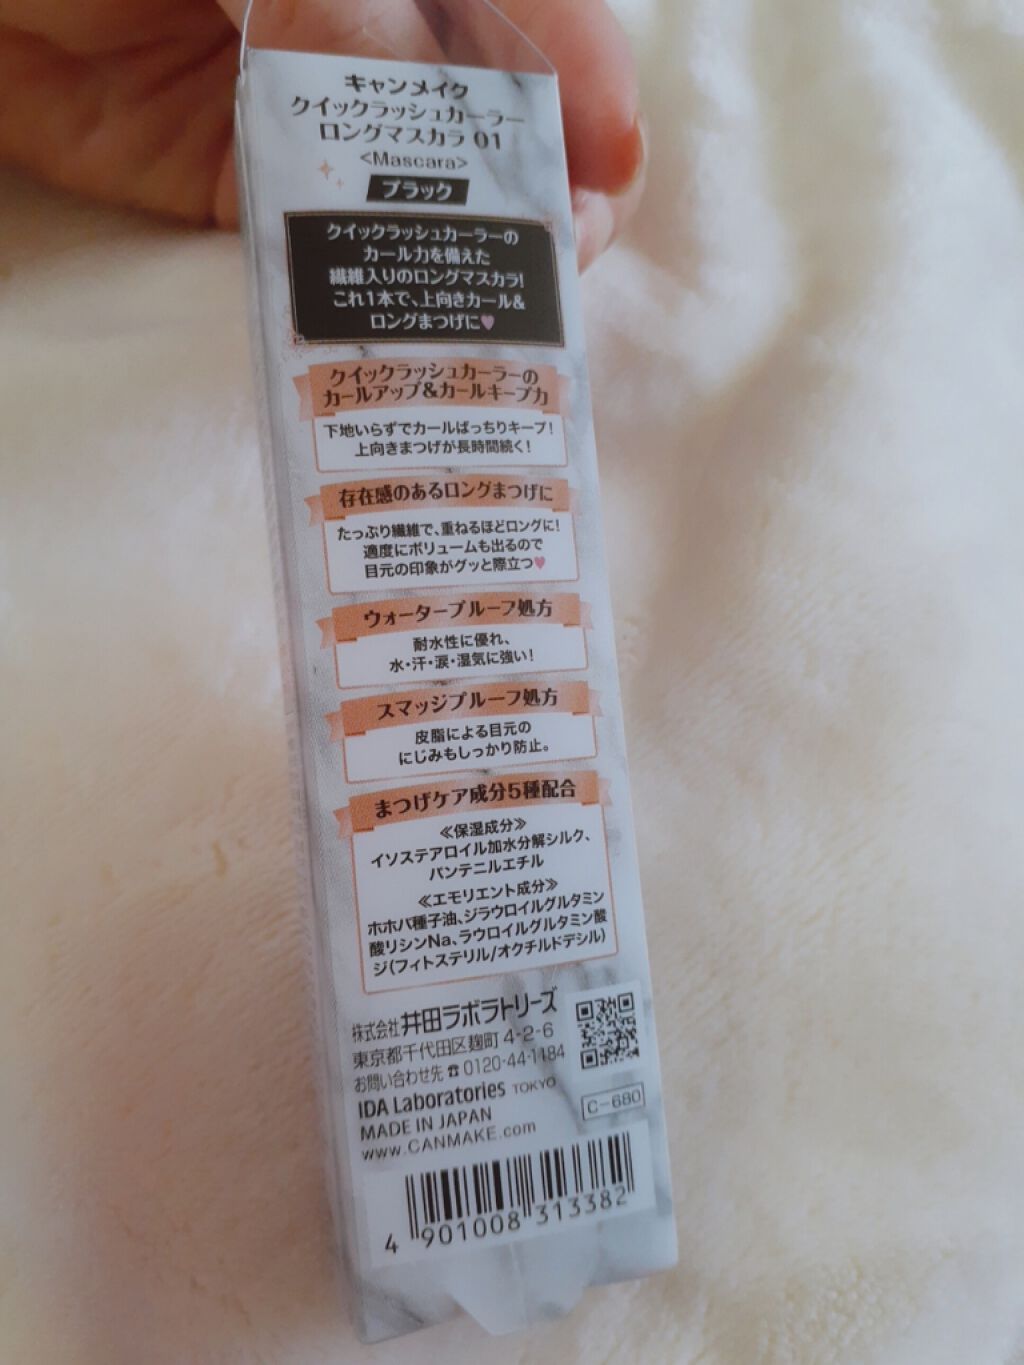 キャンメイク
クイックラッシュカーラー
ロングマスカラ 01
<Mascara>
ブラック
クイックラッシュカーラーの
カール力を備えた
繊維入りのロングマスカラ!
これ1本で、上向きカール&
ロングまつげに♥
クイックラッシュカーラーの
カールアップ&カールキープ力
下地いらずでカールばっちりキープ!
上向きまつげが長時間続く!
存在感のあるロングまつげに
たっぷり繊維で、重ねるほどロングに!
適度にボリュームも出るので
目元の印象がグッと際立つ♥
ウォータープルーフ処方
耐水性に優れ、
水・汗・涙・湿気に強い!
スマッジプルーフ処方
皮脂による目元の
にじみもしっかり防止。
まつげケア成分5種配合
≪保湿成分≫
イソステアロイル加水分解シルク、
パンテニルエチル
≪エモリエント成分≫
ホホバ種子油、ジラウロイルグルタミン
酸リシンNa、ラウロイルグルタミン酸
ジ(フィトステリル/オクチルドデシル)
株式会社 井田ラボラトリーズ
東京都千代田区麹町 4-2-6
お問い合わせ先 ☎ 0120-44-1184
IDA Laboratories TOKYO
MADE IN JAPAN
www.CANMAKE.com
C-680
4 901008 313382